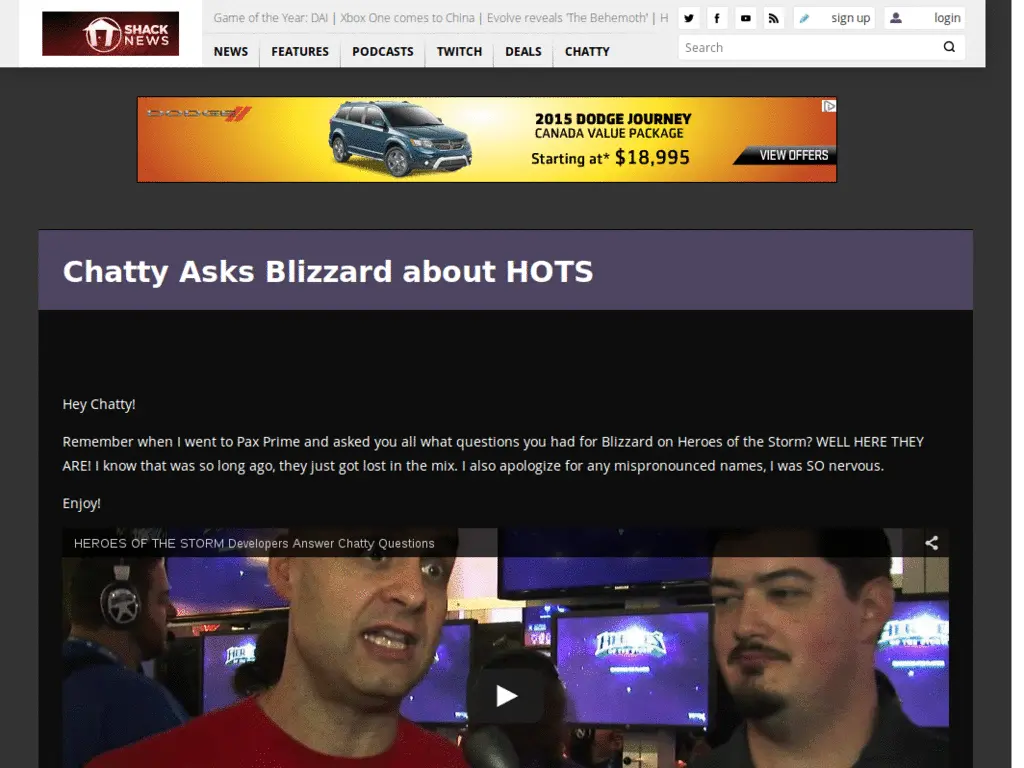 SHACK
NEWS
Game of the Year: DAI | Xbox One comes to China | Evolve reveals 'The Behemoth' | H
sign up
login
NEWS
FEATURES
PODCASTS
TWITCH
DEALS
CHATTY
Search
DODGE
2015 DODGE JOURNEY
CANADA VALUE PACKAGE
Starting at* $18,995
VIEW OFFERS
Chatty Asks Blizzard about HOTS
Hey Chatty!
Remember when I went to Pax Prime and asked you all what questions you had for Blizzard on Heroes of the Storm? WELL HERE THEY
ARE! I know that was so long ago, they just got lost in the mix. I also apologize for any mispronounced names, I was SO nervous.
Enjoy!
HEROES OF THE STORM Developers Answer Chatty Questions
HEROES